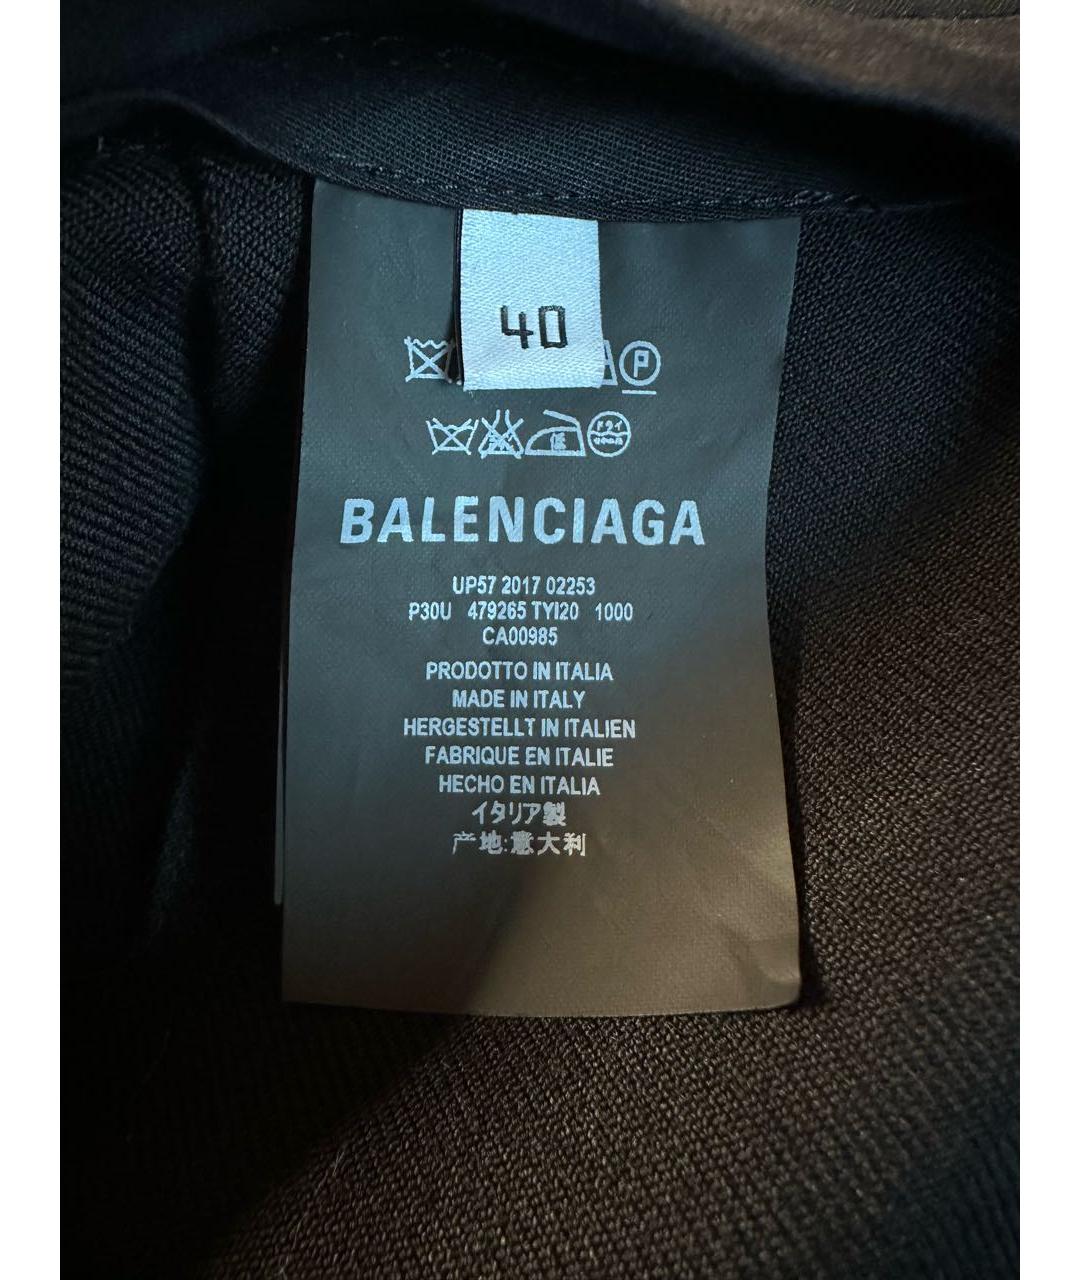 40
P
BALENCIAGA
UP57 2017 02253
P30U 479265 TYI20 1000
CA00985
PRODOTTO IN ITALIA
MADE IN ITALY
HERGESTELLT IN ITALIEN
FABRIQUE EN ITALIE
HECHO EN ITALIA
イタリア製
产地:意大利